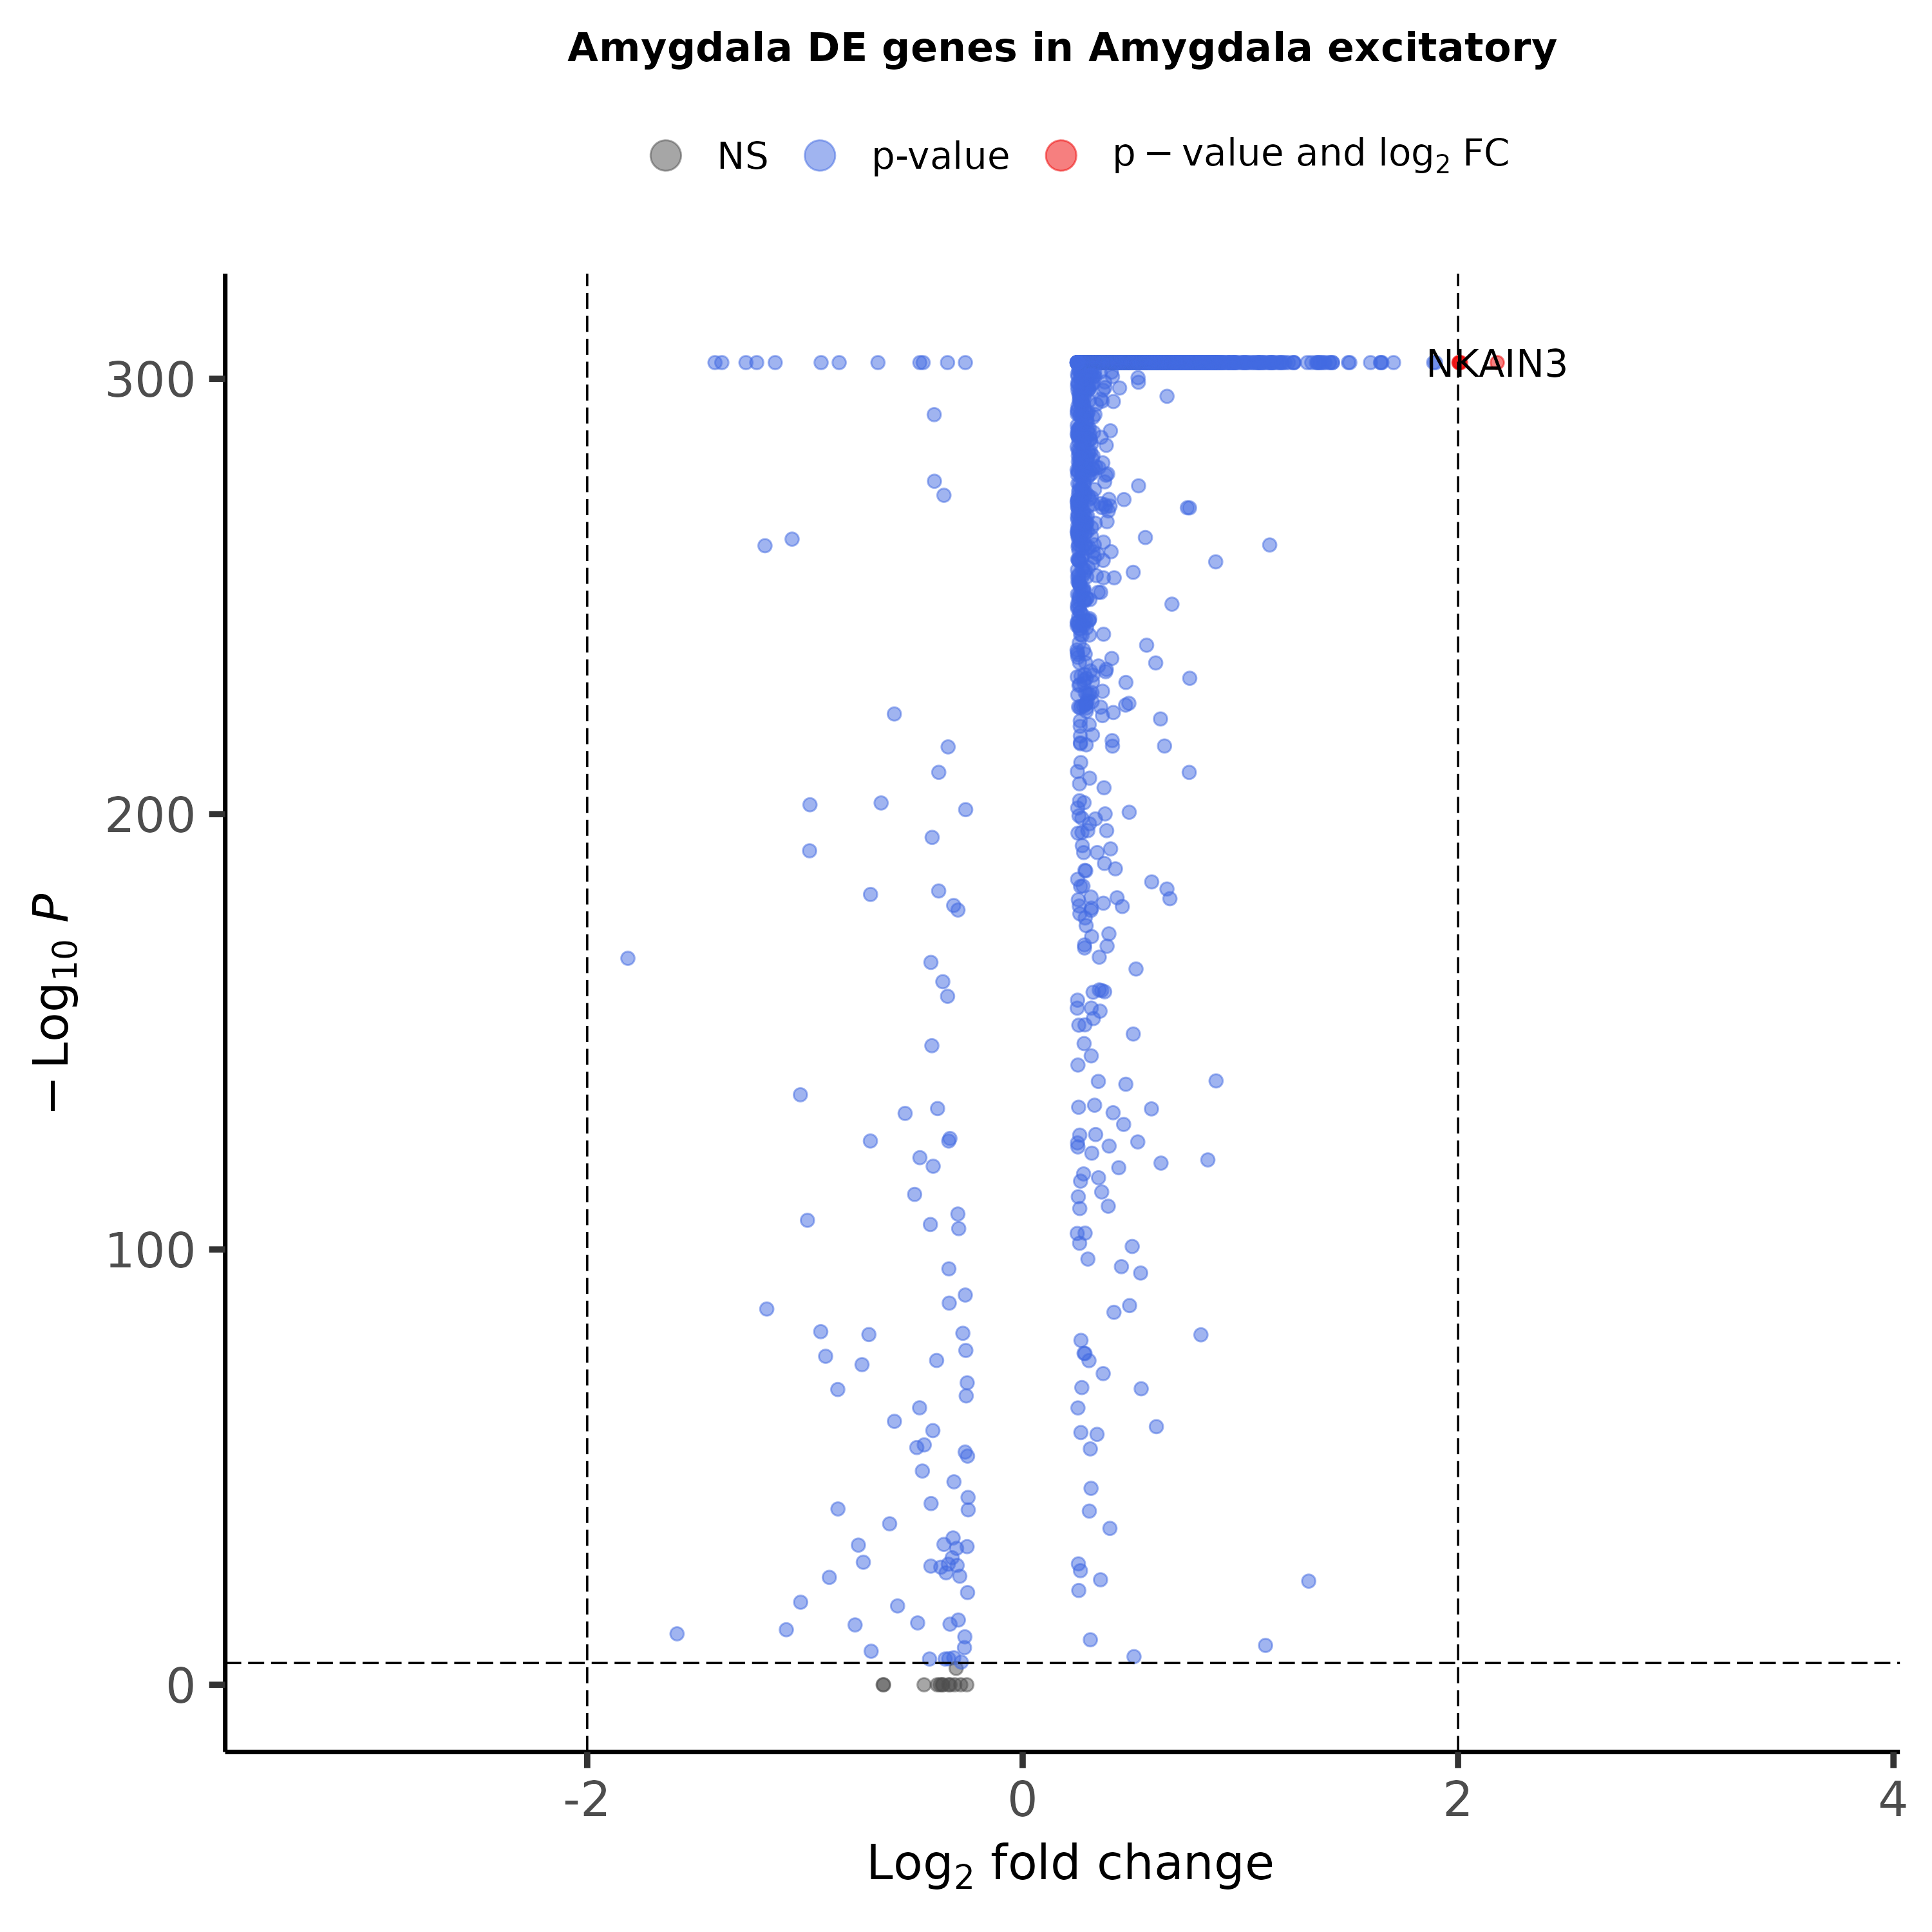 Amygdala DE genes in Amygdala excitatory
NS p-value p − value and log2 FC
300
NKAIN3
200
100
0
− Log10 P
-2 0 2 4
Log2 fold change